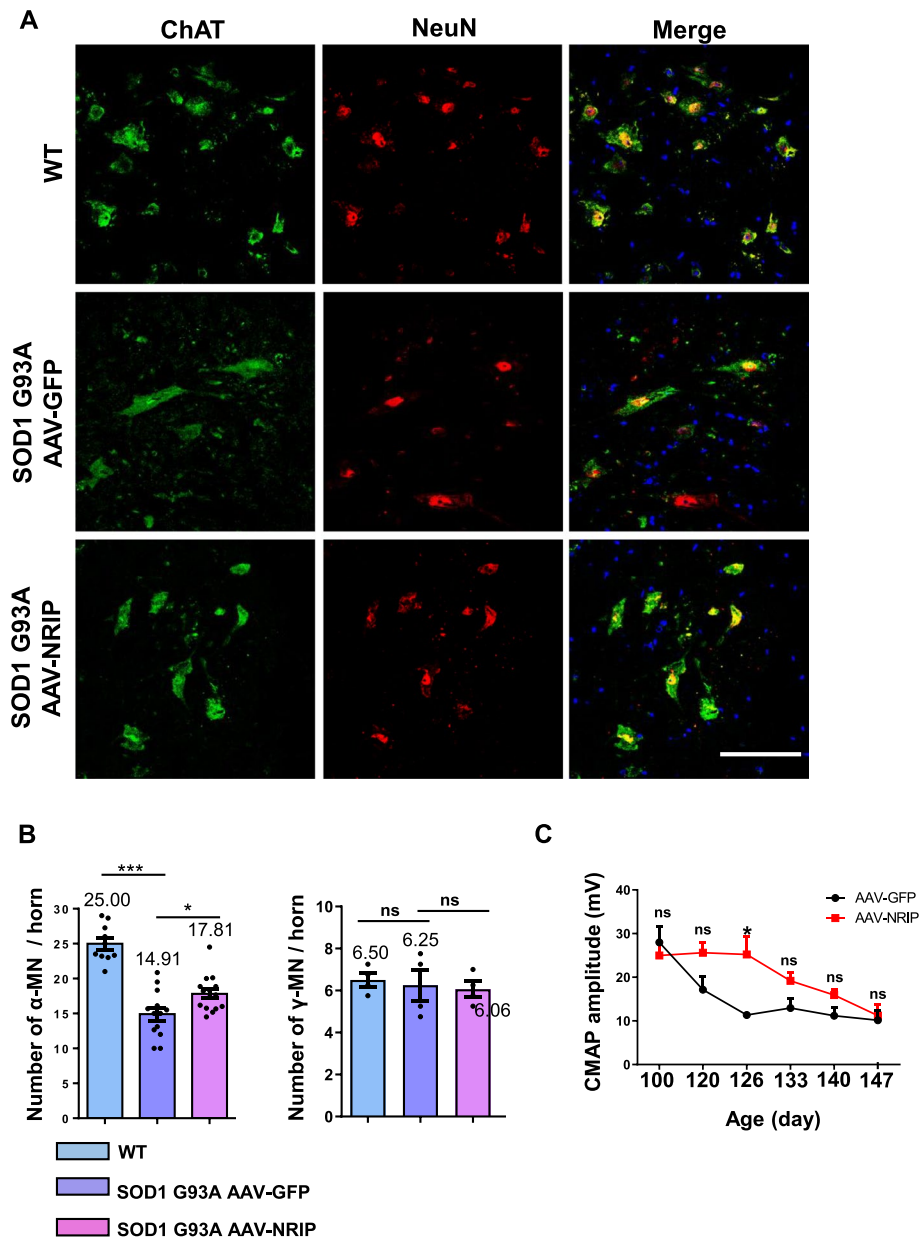 A
ChAT
NeuN
Merge
WT
SOD1 G93A
AAV-GFP
SOD1 G93A
AAV-NRIP
B
Number of α-MN / horn
30
25
20
15
10
5
0
***
*
25.00
14.91
17.81
Number of γ-MN / horn
10
8
6
4
2
0
ns
ns
6.50
6.25
6.06
WT
SOD1 G93A AAV-GFP
SOD1 G93A AAV-NRIP
C
CMAP amplitude (mV)
40
30
20
10
0
ns
ns
*
ns
ns
ns
AAV-GFP
AAV-NRIP
100 120 126 133 140 147
Age (day)